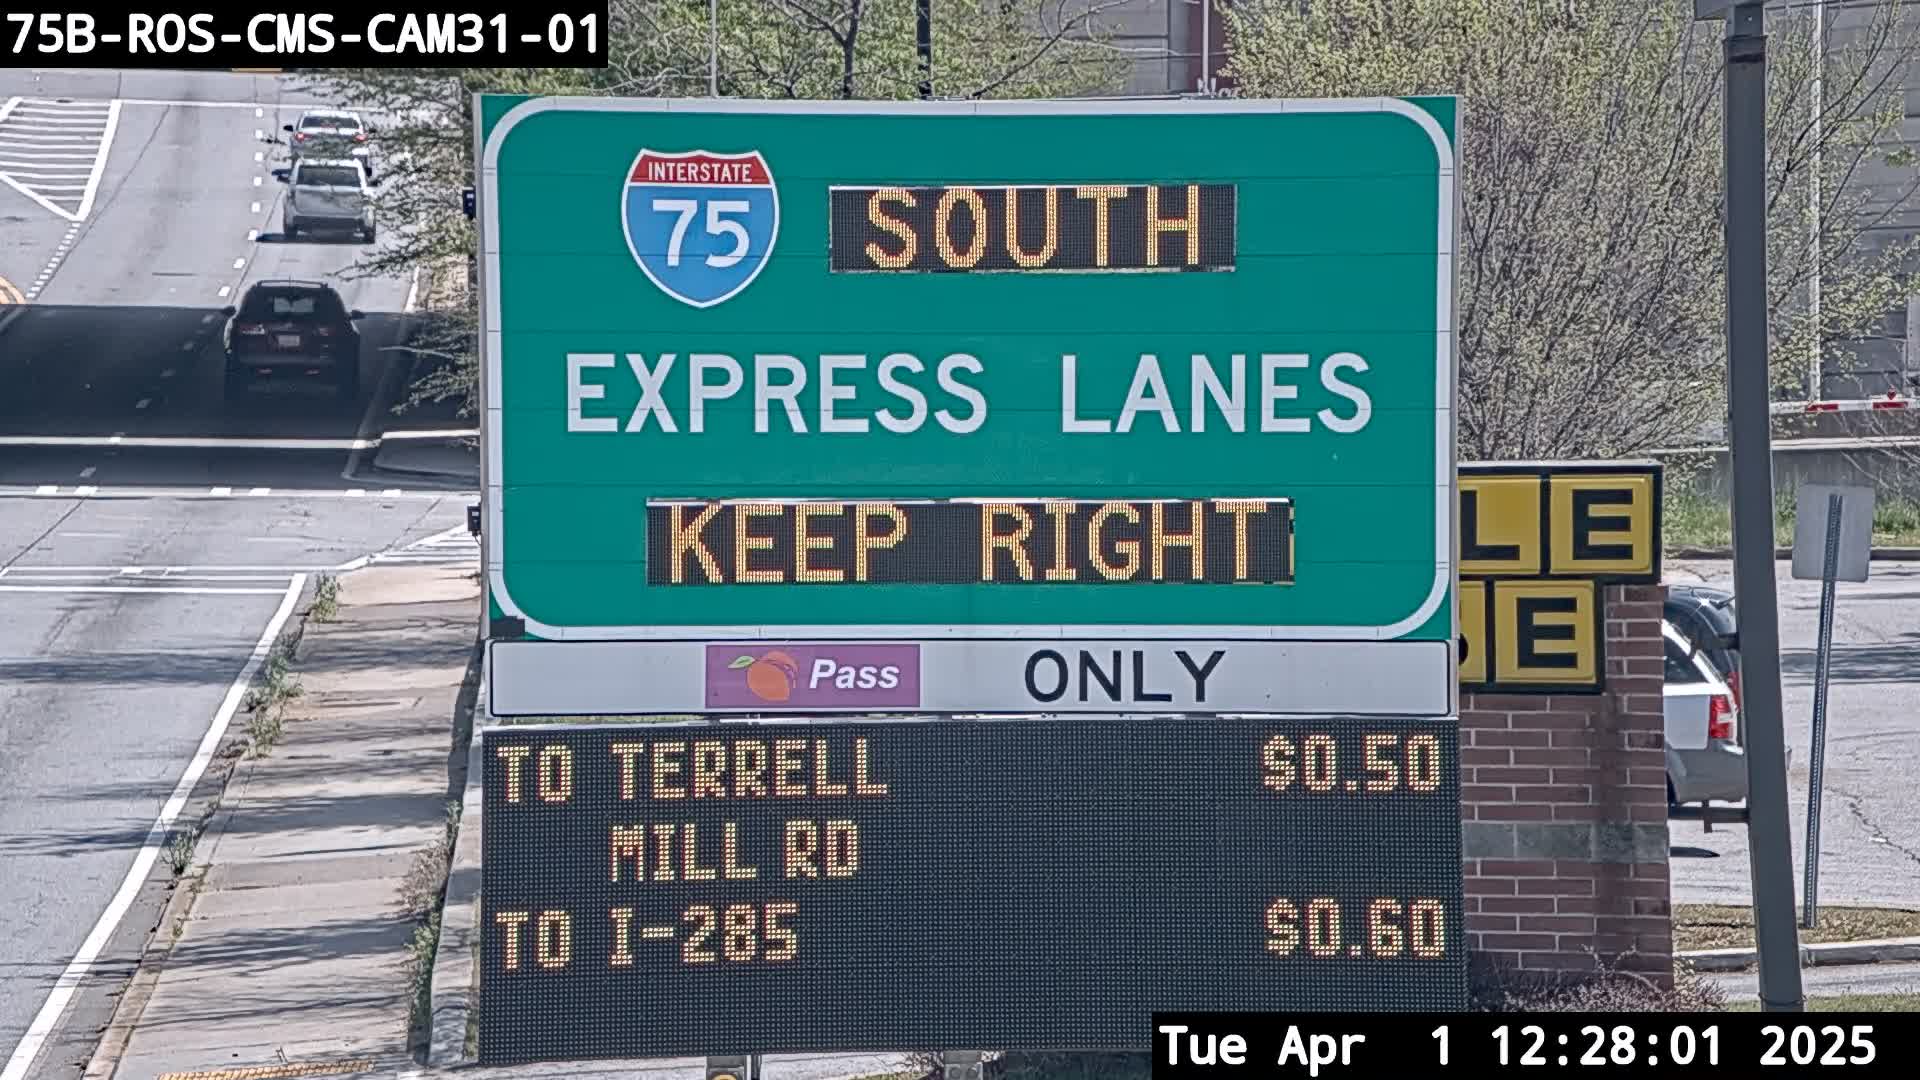 75B-ROS-CMS-CAM31-01
INTERSTATE
75
SOUTH
EXPRESS LANES
KEEP RIGHT
Pass ONLY
TO TERRELL $0.50
MILL RD
TO I-285 $0.60
LE
E
Tue Apr 1 12:28:01 2025